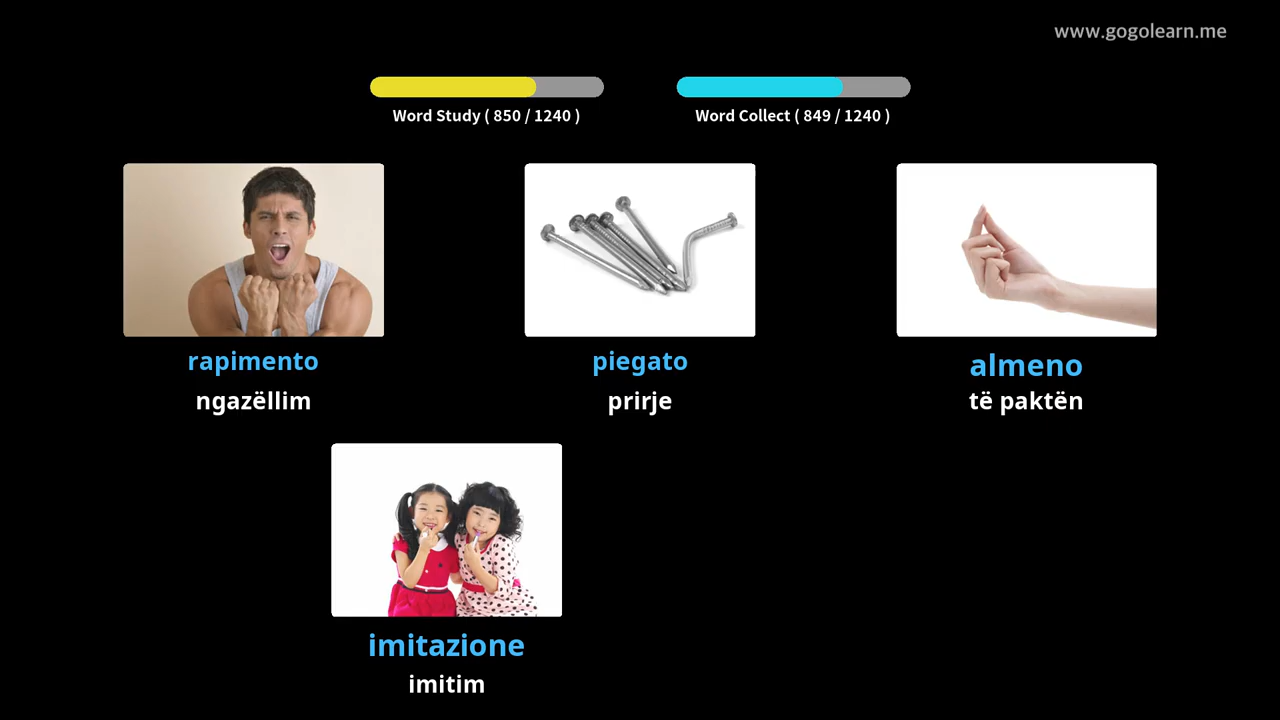 www.gogolearn.me
Word Study ( 850 / 1240 )
Word Collect ( 849 / 1240 )
rapimento
ngazëllim
piegato
prirje
almeno
të paktën
imitazione
imitim